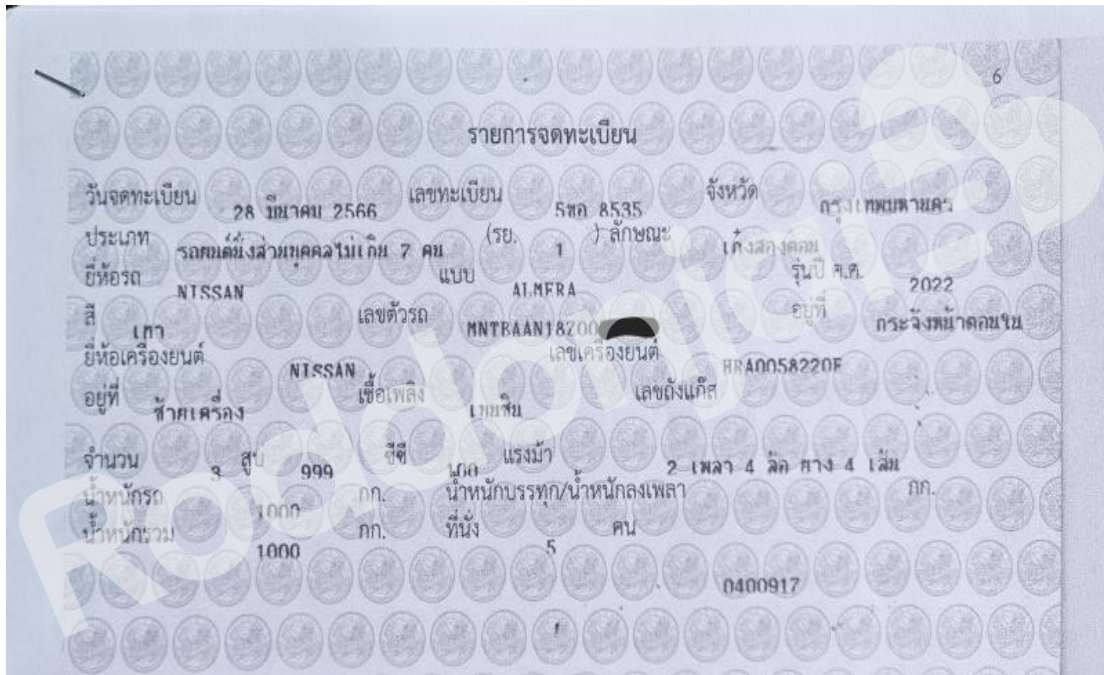 6
รายการจดทะเบียน
วันจดทะเบียน 28 มีนาคม 2566 เลขทะเบียน 5ขอ 8535 จังหวัด กรุงเทพมหานคร
ประเภท รถยนต์นั่งส่วนบุคคลไม่เกิน 7 คน (รย. 1 ) ลักษณะ เก๋งสองตอน
ยี่ห้อรถ NISSAN แบบ ALMERA รุ่นปี ค.ศ. 2022
สี เทา เลขตัวรถ MNTBAAN18Z00 อยู่ที่ กระจังหน้าตอนใน
ยี่ห้อเครื่องยนต์ NISSAN เลขเครื่องยนต์ HRA0058220F
อยู่ที่ ซ้ายเครื่อง เชื้อเพลิง เบนซิน เลขถังแก๊ส
จำนวน 3 สูบ 999 ซีซี 100 แรงม้า 2 เพลา 4 ล้อ ยาง 4 เส้น
น้ำหนักรถ 1000 กก. น้ำหนักบรรทุก/น้ำหนักลงเพลา กก.
น้ำหนักรวม 1000 กก. ที่นั่ง 5 คน
0400917
Roddonjai